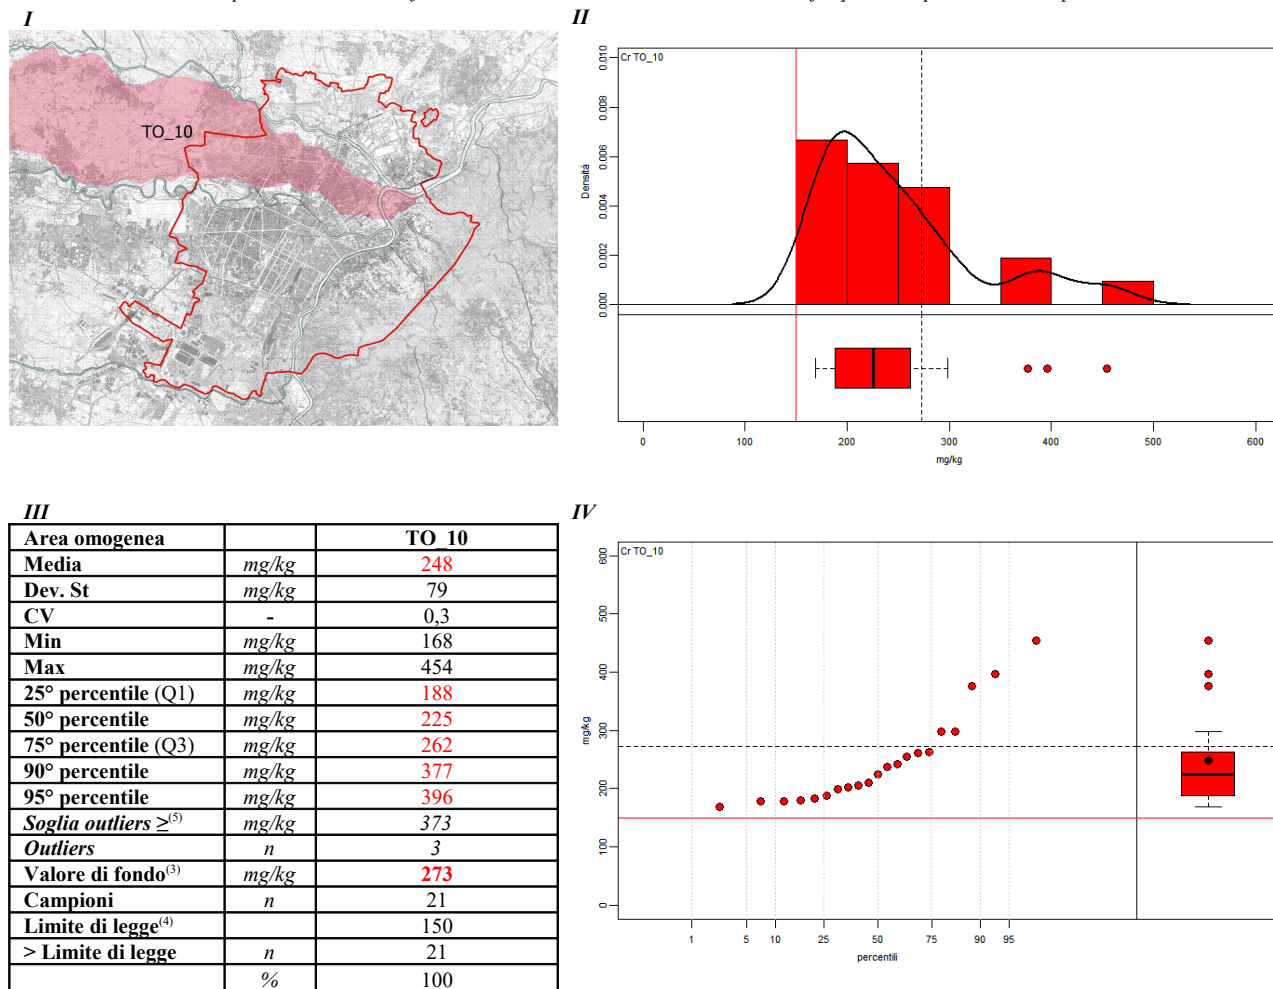 I
TO_10
II
Cr TO_10
0.010
0.008
0.006
0.004
0.002
0.000
Densità
0 100 200 300 400 500 600
mg/kg
III
Area omogenea TO_10
Media mg/kg 248
Dev. St mg/kg 79
CV - 0,3
Min mg/kg 168
Max mg/kg 454
25° percentile (Q1) mg/kg 188
50° percentile mg/kg 225
75° percentile (Q3) mg/kg 262
90° percentile mg/kg 377
95° percentile mg/kg 396
Soglia outliers ≥(5) mg/kg 373
Outliers n 3
Valore di fondo(3) mg/kg 273
Campioni n 21
Limite di legge(4) 150
> Limite di legge n 21
% 100
IV
Cr TO_10
600
500
400
300
200
100
0
mg/kg
1 5 10 25 50 75 90 95
percentili